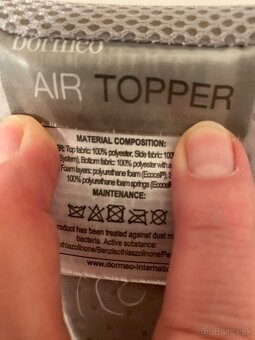 Dormeo
AIR TOPPER
MATERIAL COMPOSITION:
Top fabric: 100% polyester, Side fabric: 100%
System), Bottom fabric: 100% polyester with a
Foam layers: polyurethane foam (Ecocell
100% polyurethane foam springs (Ecocell
MAINTENANCE:
product has been treated against dust
bacteria. Active substance:
www.dormeo-internatio